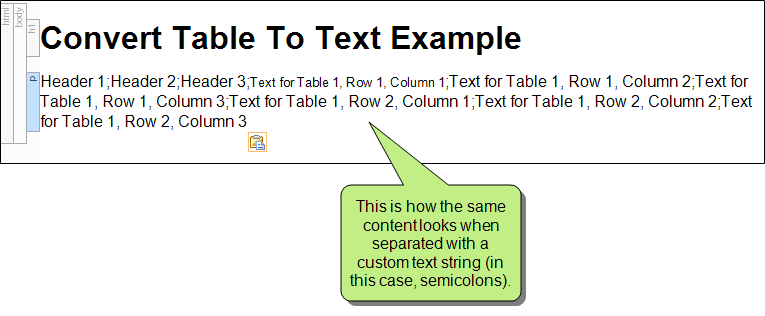 html
body
h1
Convert Table To Text Example
p
Header 1;Header 2;Header 3;Text for Table 1, Row 1, Column 1;Text for Table 1, Row 1, Column 2;Text for
Table 1, Row 1, Column 3;Text for Table 1, Row 2, Column 1;Text for Table 1, Row 2, Column 2;Text
for Table 1, Row 2, Column 3
This is how the same
content looks when
separated with a
custom text string (in
this case, semicolons).